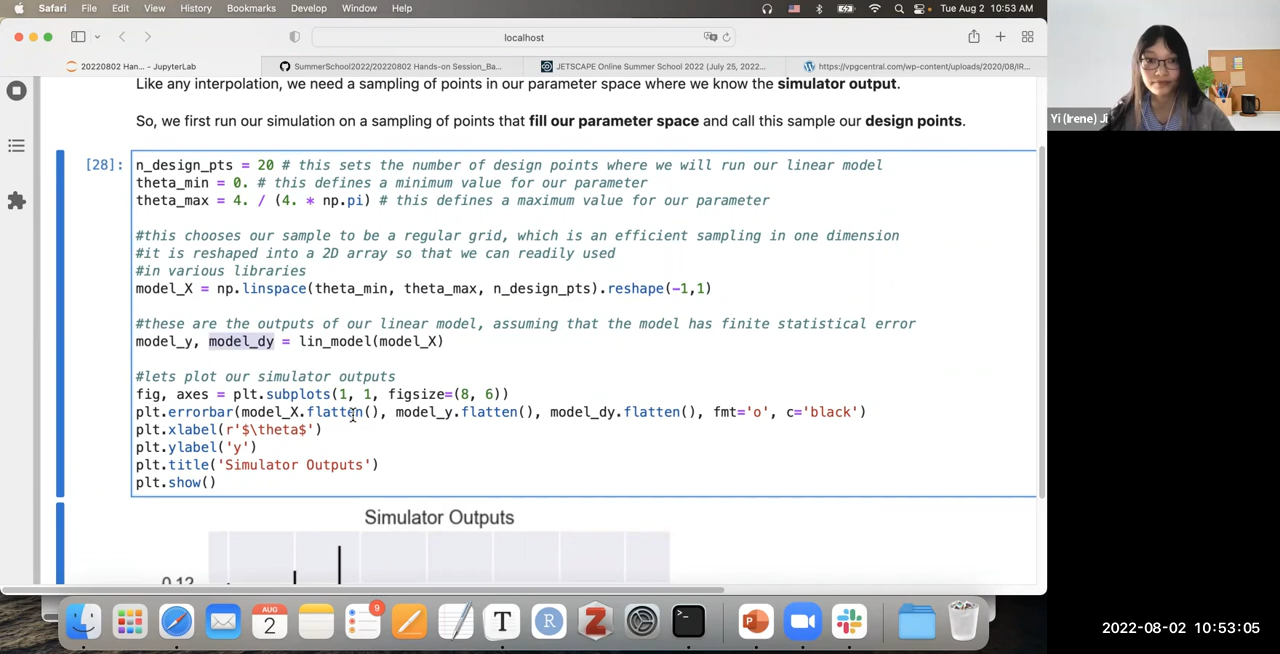 Safari File Edit View History Bookmarks Develop Window Help Tue Aug 2 10:53 AM
localhost
20220802 Han... - JupyterLab
SummerSchool2022/20220802 Hands-on Session_Ba...
JETSCAPE Online Summer School 2022 (July 25, 2022...
https://vpgcentral.com/wp-content/uploads/2020/08/IR...
Like any interpolation, we need a sampling of points in our parameter space where we know the simulator output.
So, we first run our simulation on a sampling of points that fill our parameter space and call this sample our design points.
[28]:
n_design_pts = 20 # this sets the number of design points where we will run our linear model
theta_min = 0. # this defines a minimum value for our parameter
theta_max = 4. / (4. * np.pi) # this defines a maximum value for our parameter
#this chooses our sample to be a regular grid, which is an efficient sampling in one dimension
#it is reshaped into a 2D array so that we can readily used
#in various libraries
model_X = np.linspace(theta_min, theta_max, n_design_pts).reshape(-1,1)
#these are the outputs of our linear model, assuming that the model has finite statistical error
model_y, model_dy = lin_model(model_X)
#lets plot our simulator outputs
fig, axes = plt.subplots(1, 1, figsize=(8, 6))
plt.errorbar(model_X.flatten(), model_y.flatten(), model_dy.flatten(), fmt='o', c='black')
plt.xlabel(r'$\theta$')
plt.ylabel('y')
plt.title('Simulator Outputs')
plt.show()
Simulator Outputs
0.12
Yi (Irene) Ji
AUG
2
9
T
R
Z
P
2022-08-02 10:53:05